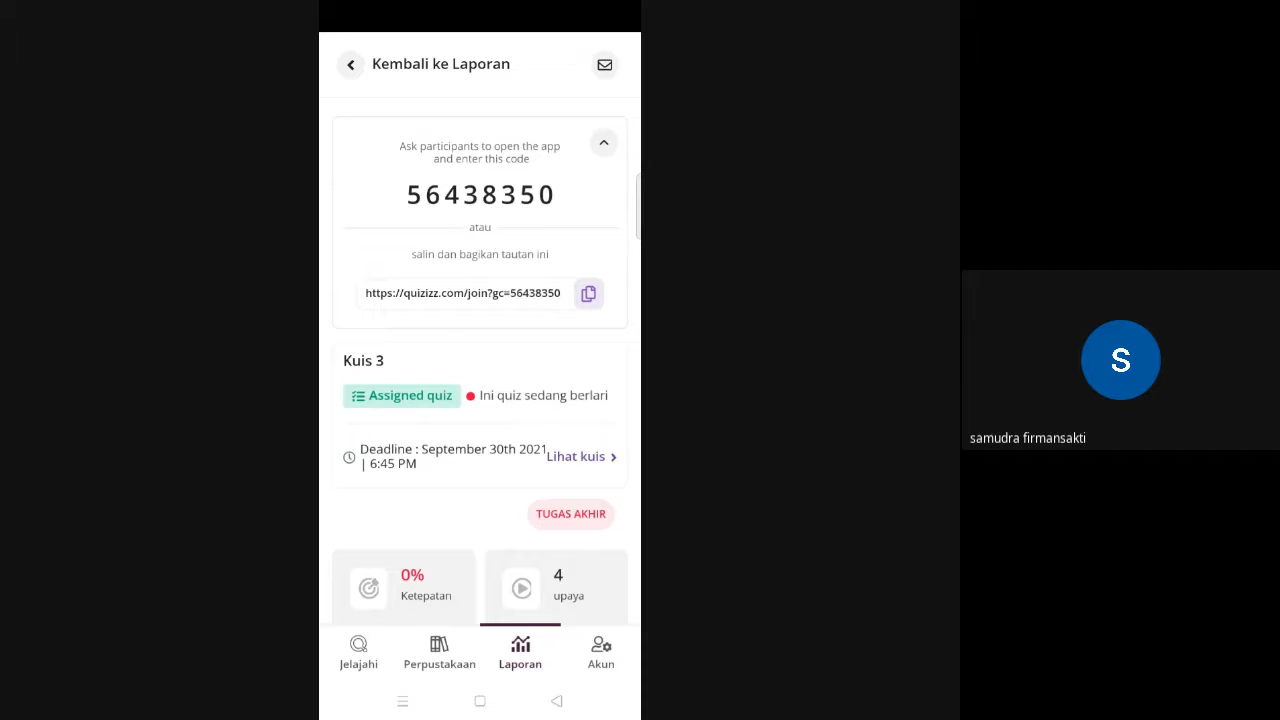 Kembali ke Laporan
Ask participants to open the app
and enter this code
56438350
atau
salin dan bagikan tautan ini
https://quizizz.com/join?gc=56438350
Kuis 3
Assigned quiz
Ini quiz sedang berlari
Deadline : September 30th 2021
| 6:45 PM
Lihat kuis
TUGAS AKHIR
0%
Ketepatan
4
upaya
Jelajahi
Perpustakaan
Laporan
Akun
S
samudra firmansakti